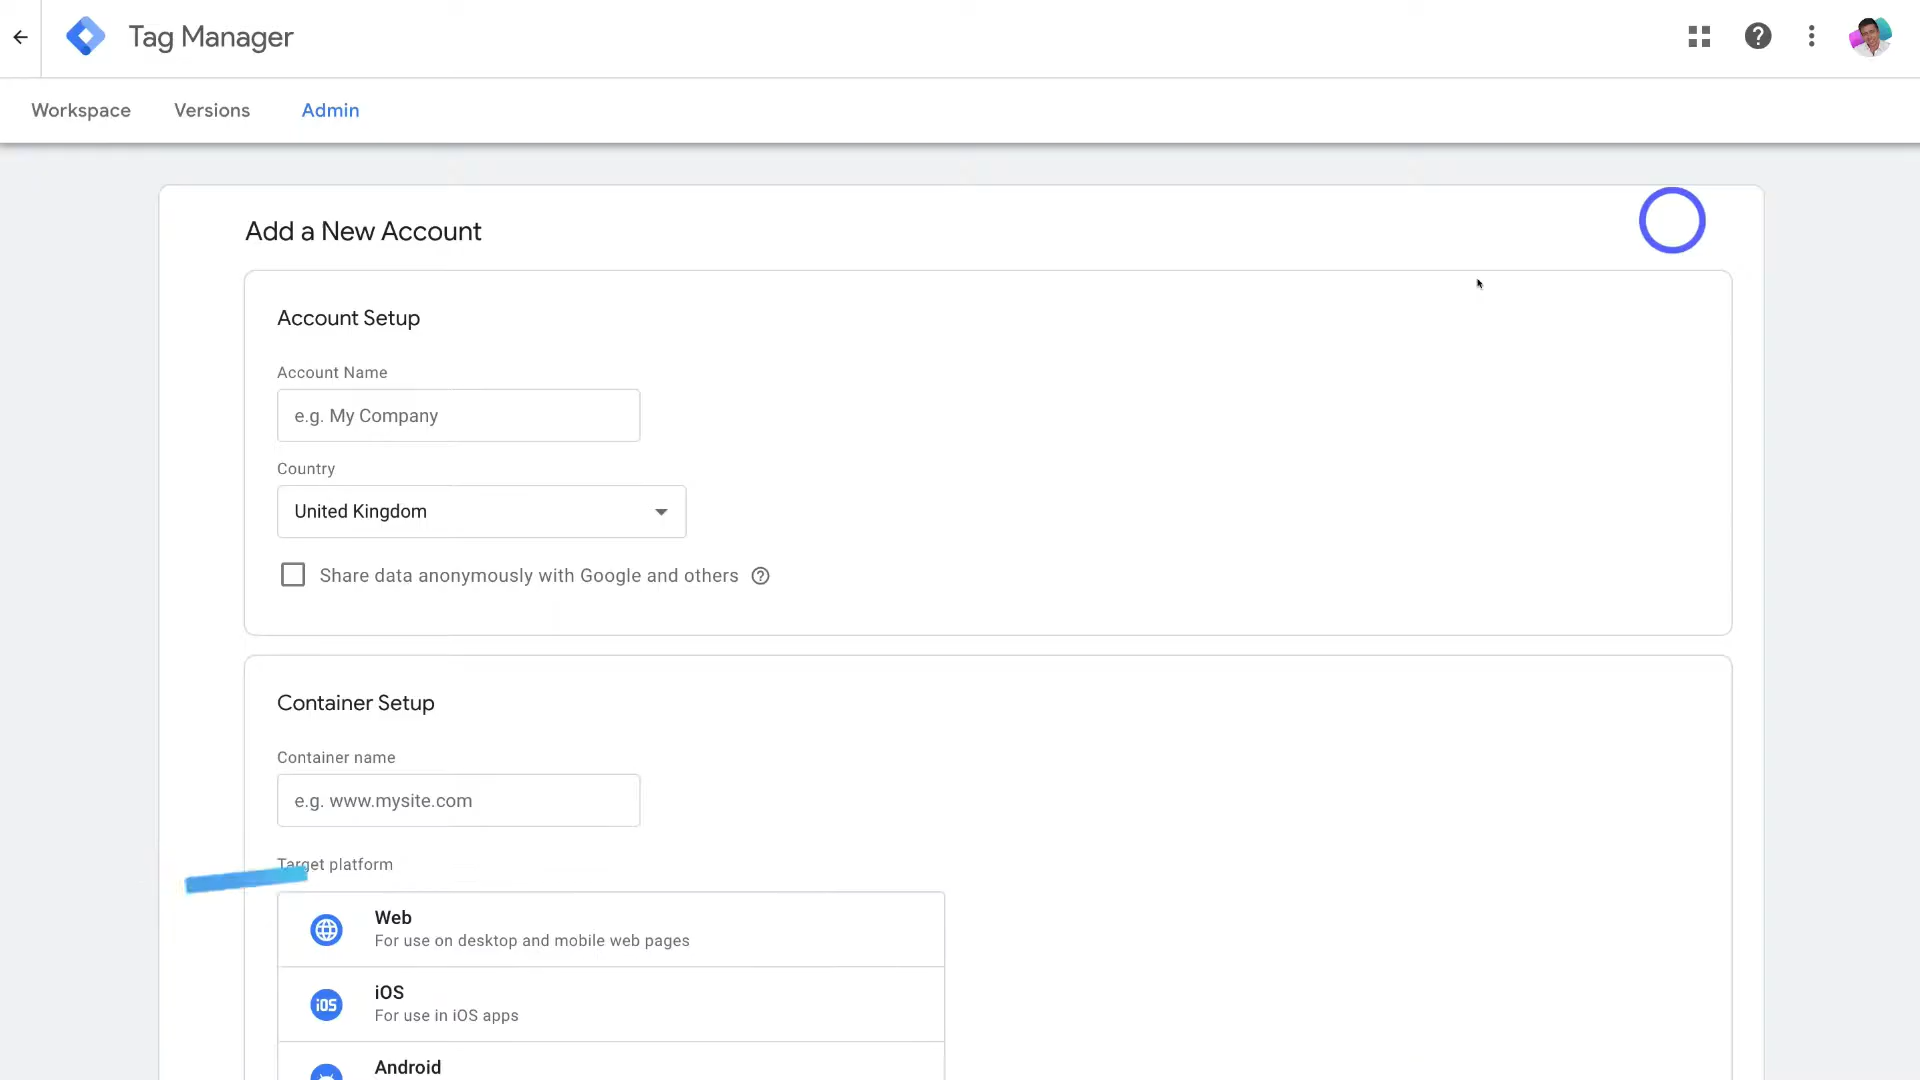 Tag Manager
Workspace
Versions
Admin
Add a New Account
Account Setup
Account Name
e.g. My Company
Country
United Kingdom
Share data anonymously with Google and others
Container Setup
Container name
e.g. www.mysite.com
Target platform
Web
For use on desktop and mobile web pages
iOS
iOS
For use in iOS apps
Android